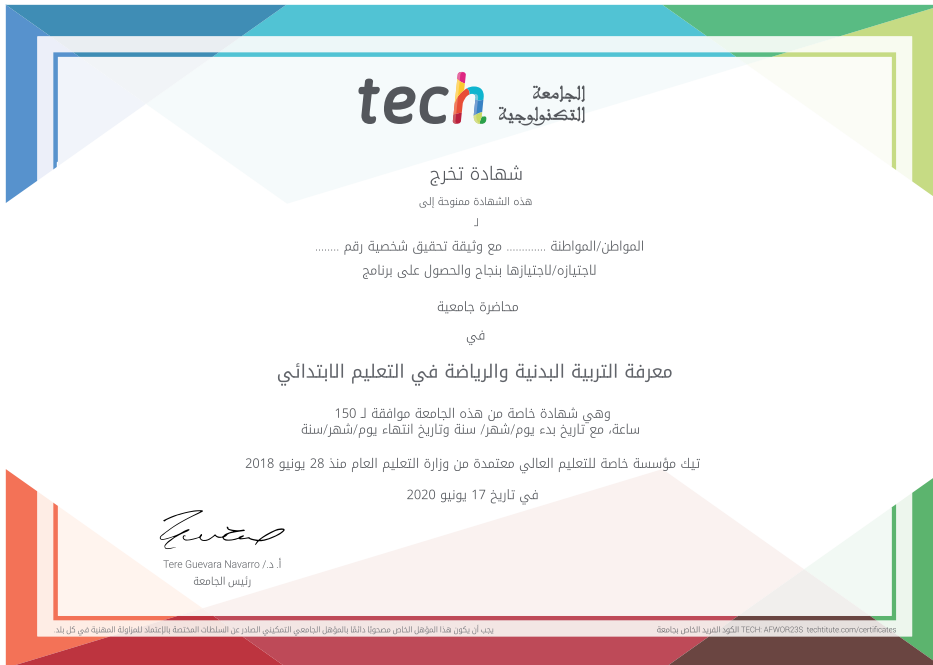 tech الجامعة
التكنولوجية
شهادة تخرج
هذه الشهادة ممنوحة إلى
لـ
المواطن/المواطنة ............. مع وثيقة تحقيق شخصية رقم ........
لاجتيازه/لاجتيازها بنجاح والحصول على برنامج
محاضرة جامعية
في
معرفة التربية البدنية والرياضة في التعليم الابتدائي
وهي شهادة خاصة من هذه الجامعة موافقة لـ 150
ساعة، مع تاريخ بدء يوم/شهر/ سنة وتاريخ انتهاء يوم/شهر/سنة
تيك مؤسسة خاصة للتعليم العالي معتمدة من وزارة التعليم العام منذ 28 يونيو 2018
في تاريخ 17 يونيو 2020
أ. د./ Tere Guevara Navarro
رئيس الجامعة
يجب أن يكون هذا المؤهل الخاص مصحوبًا دائمًا بالمؤهل الجامعي التمكيني الصادر عن السلطات المختصة بالإعتماد للمزاولة المهنية في كل بلد.
الكود الفريد الخاص بجامعة TECH: AFWOR23S techtitute.com/certificates